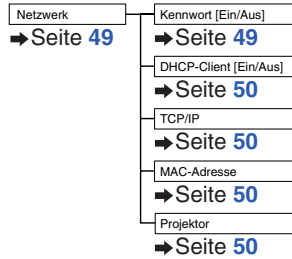 Netzwerk
➡Seite 49
Kennwort [Ein/Aus]
➡Seite 49
DHCP-Client [Ein/Aus]
➡Seite 50
TCP/IP
➡Seite 50
MAC-Adresse
➡Seite 50
Projektor
➡Seite 50